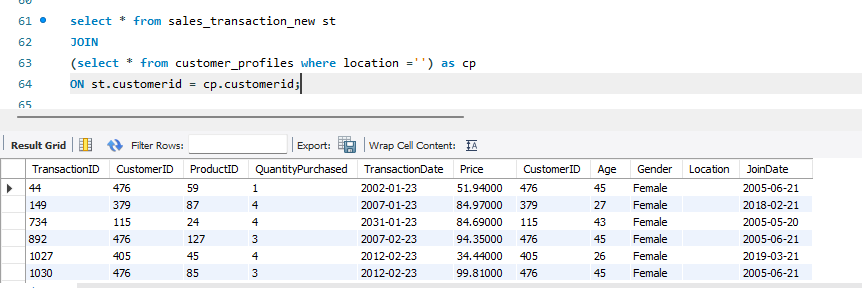 61 select * from sales_transaction_new st
62 JOIN
63 (select * from customer_profiles where location ='') as cp
64 ON st.customerid = cp.customerid;
65
Result Grid Filter Rows: Export: Wrap Cell Content: IA
TransactionID CustomerID ProductID QuantityPurchased TransactionDate Price CustomerID Age Gender Location JoinDate
44 476 59 1 2002-01-23 51.94000 476 45 Female 2005-06-21
149 379 87 4 2007-01-23 84.97000 379 27 Female 2018-02-21
734 115 24 4 2031-01-23 84.69000 115 43 Female 2005-05-20
892 476 127 3 2007-02-23 94.35000 476 45 Female 2005-06-21
1027 405 45 4 2012-02-23 34.44000 405 26 Female 2019-03-21
1030 476 85 3 2012-02-23 99.81000 476 45 Female 2005-06-21